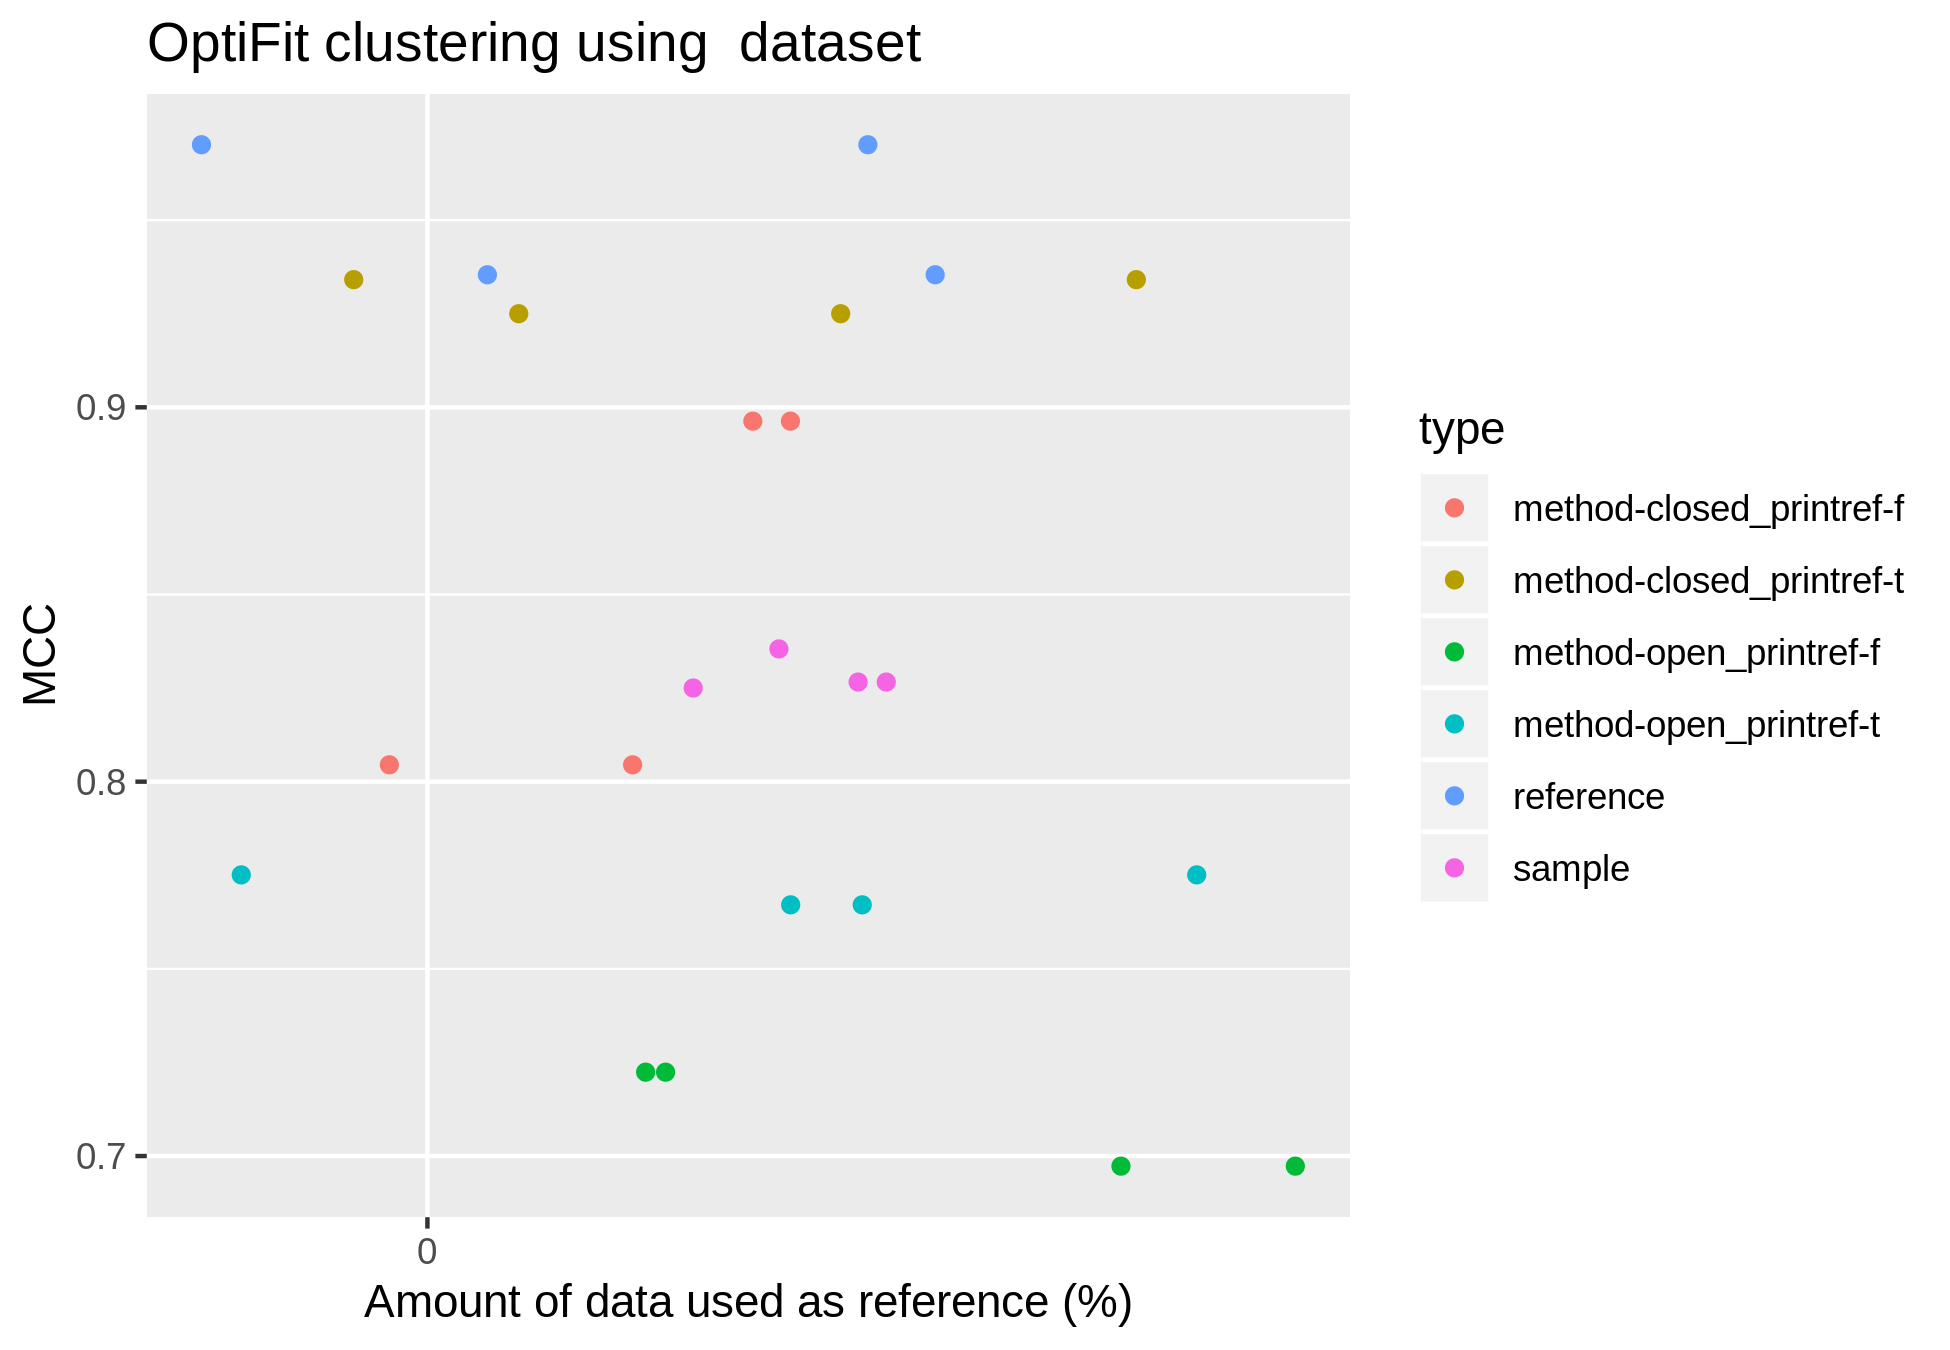 OptiFit clustering using  dataset
0.9
0.8
0.7
MCC
0
Amount of data used as reference (%)
type
method-closed_printref-f
method-closed_printref-t
method-open_printref-f
method-open_printref-t
reference
sample